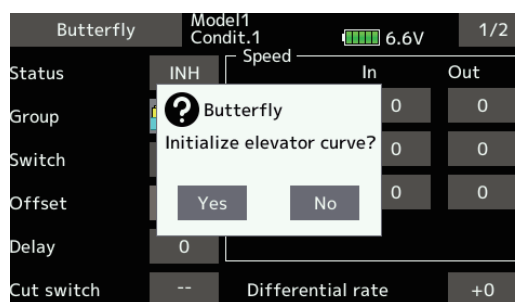 Butterfly
Model1
Condit.1
6.6V
1/2
Speed
In
Out
Status
INH
Group
0
0
Switch
0
0
Offset
0
0
Delay
0
Cut switch
--
Differential rate
+0
?
Butterfly
Initialize elevator curve?
Yes
No